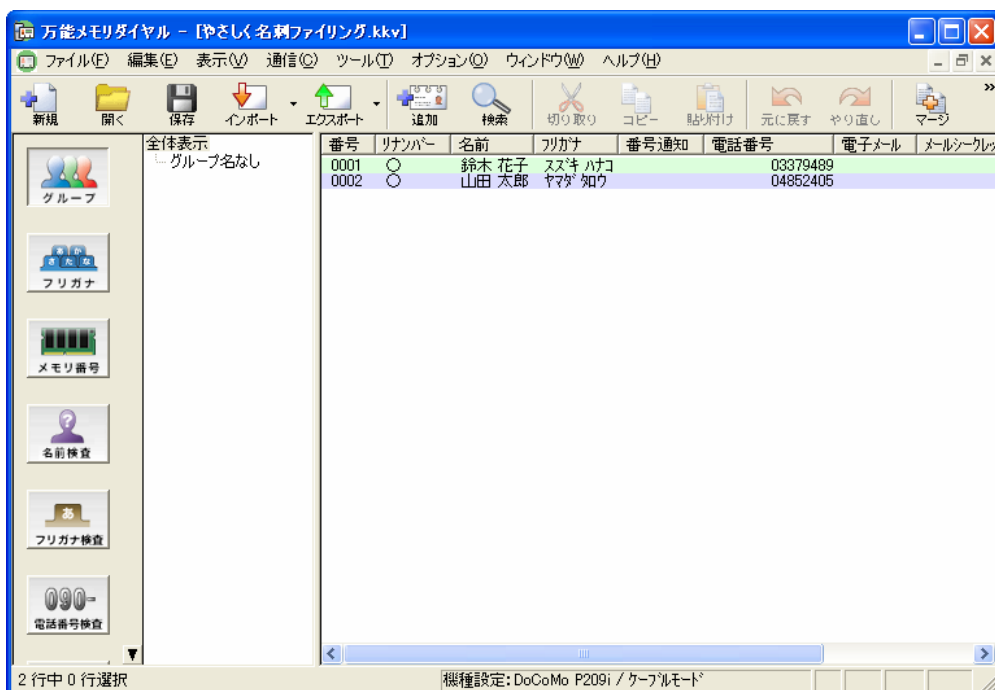 万能メモリダイヤル - [やさしく名刺ファイリング.kkv]
ファイル(F) 編集(E) 表示(V) 通信(C) ツール(T) オプション(O) ウィンドウ(W) ヘルプ(H)
新規 開く 保存 インポート エクスポート 追加 検索 切り取り コピー 貼り付け 元に戻す やり直し マージ
全体表示
グループ名なし
番号 リナンバー 名前 フリガナ 番号通知 電話番号 電子メール メールシークレッ
0001 ○ 鈴木 花子 スズキ ハナコ 03379489
0002 ○ 山田 太郎 ヤマダ タロウ 04852405
グループ
あ か
さ た な
フリガナ
メモリ番号
?
名前検査
あ
フリガナ検査
090-
電話番号検査
2 行中 0 行選択
機種設定: DoCoMo P209i / ケーブルモード